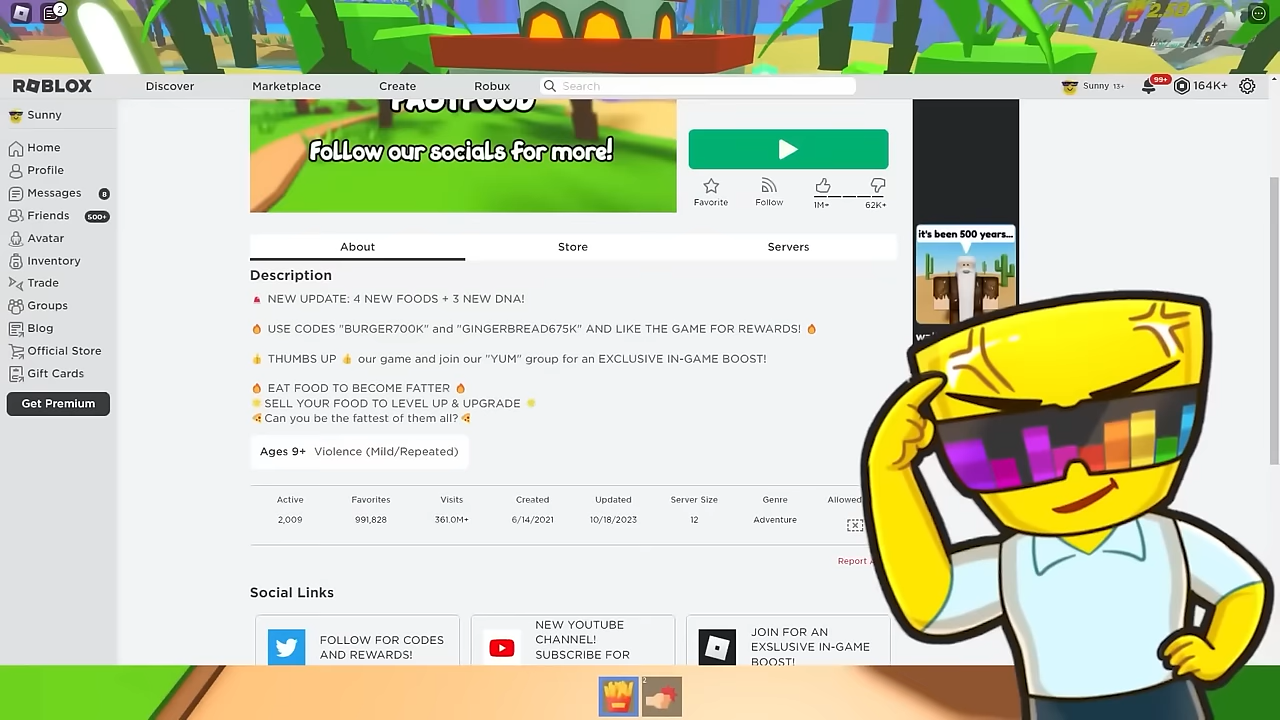 2
ROBLOX
Discover
Marketplace
Create
Robux
Search
Sunny 13+
99+
164K+
Sunny
Home
Profile
Messages 8
Friends 500+
Avatar
Inventory
Trade
Groups
Blog
Official Store
Gift Cards
Get Premium
FASTFOOD
Follow our socials for more!
Favorite
Follow
1M+
62K+
it's been 500 years...
About
Store
Servers
Description
NEW UPDATE: 4 NEW FOODS + 3 NEW DNA!
USE CODES "BURGER700K" and "GINGERBREAD675K" AND LIKE THE GAME FOR REWARDS!
THUMBS UP our game and join our "YUM" group for an EXCLUSIVE IN-GAME BOOST!
EAT FOOD TO BECOME FATTER
SELL YOUR FOOD TO LEVEL UP & UPGRADE
Can you be the fattest of them all?
Ages 9+ Violence (Mild/Repeated)
Active Favorites Visits Created Updated Server Size Genre Allowed
2,009 991,828 361.0M+ 6/14/2021 10/18/2023 12 Adventure
Report
Social Links
FOLLOW FOR CODES
AND REWARDS!
NEW YOUTUBE
CHANNEL!
SUBSCRIBE FOR
JOIN FOR AN
EXSLUSIVE IN-GAME
BOOST!
2